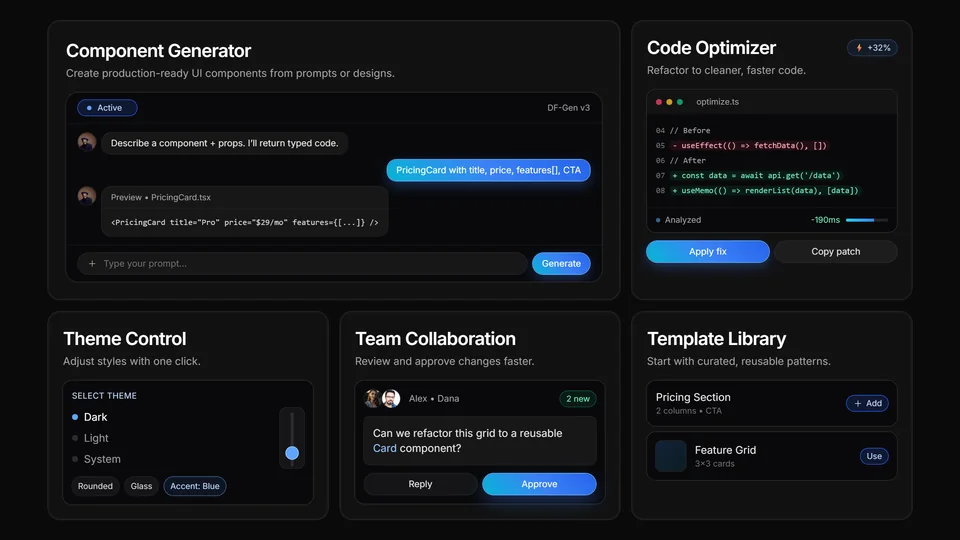 Component Generator
Create production-ready UI components from prompts or designs.
Active
DF-Gen v3
Describe a component + props. I'll return typed code.
PricingCard with title, price, features[], CTA
Preview • PricingCard.tsx
<PricingCard title="Pro" price="$29/mo" features={[...]} />
+ Type your prompt...
Generate
Code Optimizer
+32%
Refactor to cleaner, faster code.
optimize.ts
04 // Before
05 - useEffect(() => fetchData(), [])
06 // After
07 + const data = await api.get('/data')
08 + useMemo(() => renderList(data), [data])
Analyzed
-190ms
Apply fix
Copy patch
Theme Control
Adjust styles with one click.
SELECT THEME
Dark
Light
System
Rounded
Glass
Accent: Blue
Team Collaboration
Review and approve changes faster.
Alex • Dana
2 new
Can we refactor this grid to a reusable
Card component?
Reply
Approve
Template Library
Start with curated, reusable patterns.
Pricing Section
2 columns • CTA
+ Add
Feature Grid
3×3 cards
Use